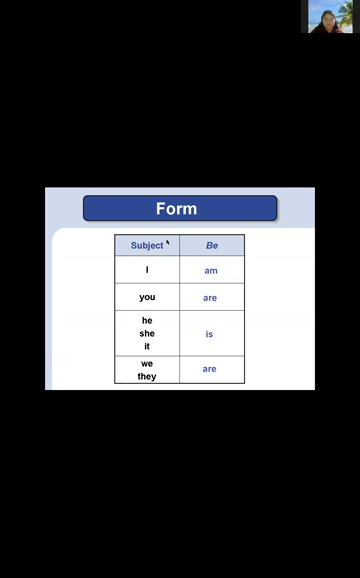 Form
Subject Be
I am
you are
he
she is
it
we
they are